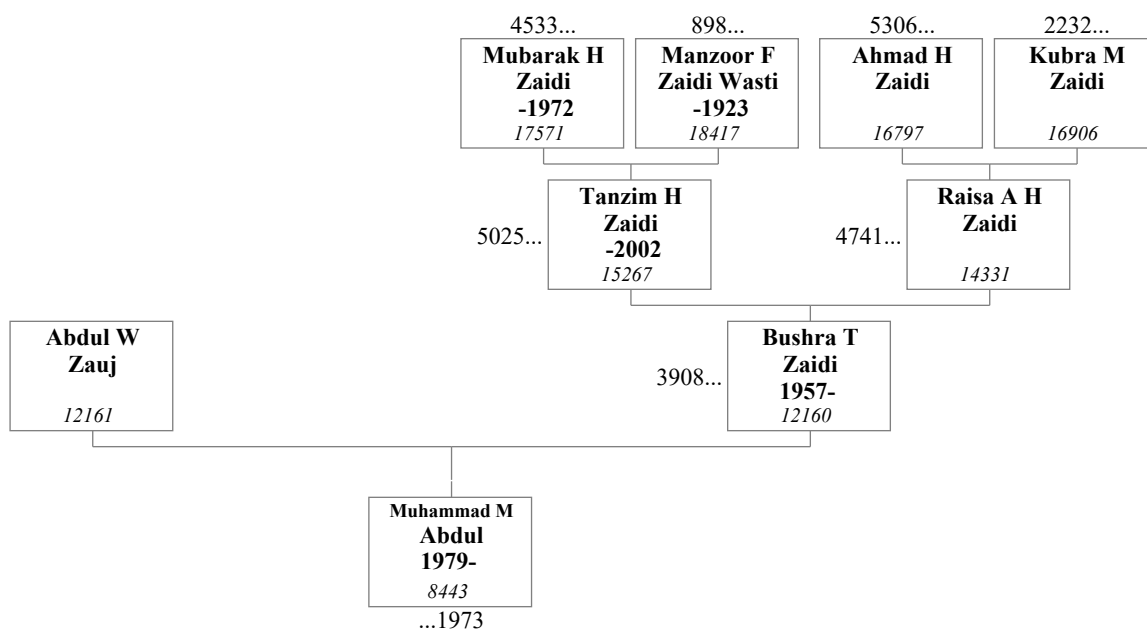 4533...
Mubarak H
Zaidi
-1972
17571
898...
Manzoor F
Zaidi Wasti
-1923
18417
5306...
Ahmad H
Zaidi
16797
2232...
Kubra M
Zaidi
16906
5025...
Tanzim H
Zaidi
-2002
15267
4741...
Raisa A H
Zaidi
14331
Abdul W
Zauj
12161
3908...
Bushra T
Zaidi
1957-
12160
Muhammad M
Abdul
1979-
8443
...1973